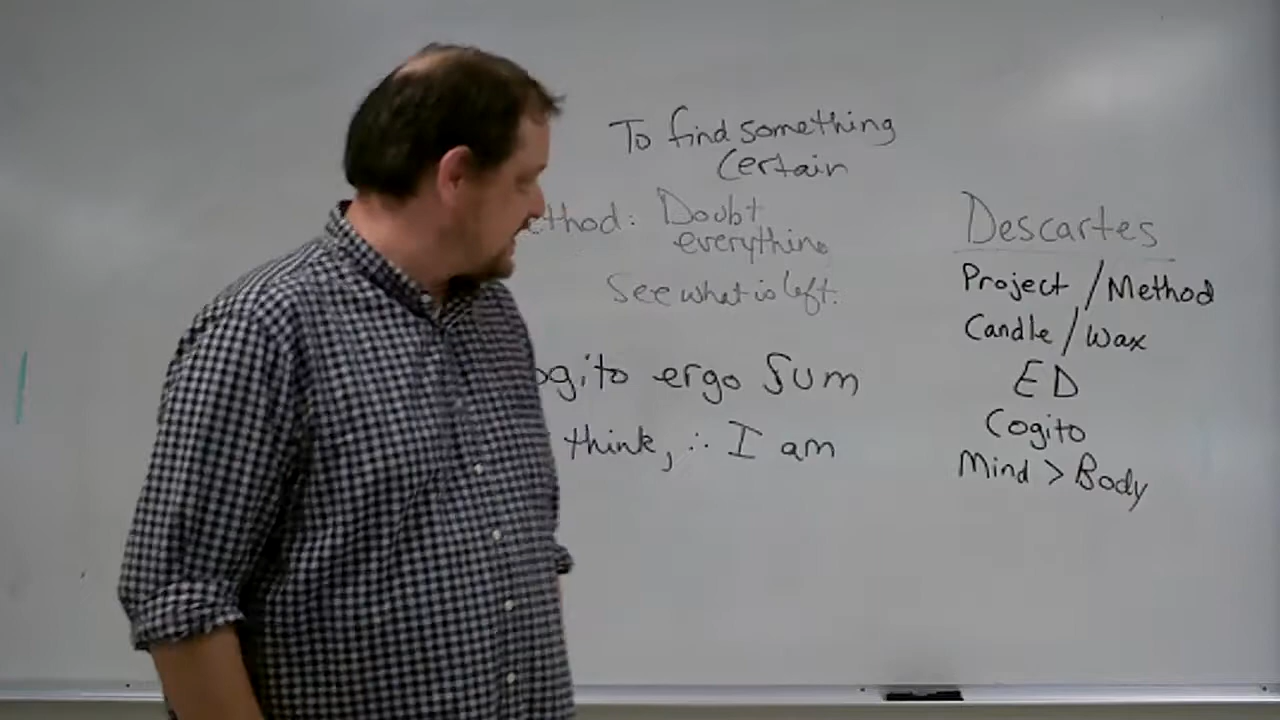 To find something
Certain
ethod: Doubt
everything
See what is left.
ogito ergo Sum
think, ∴ I am
Descartes
Project / Method
Candle / Wax
ED
Cogito
Mind > Body